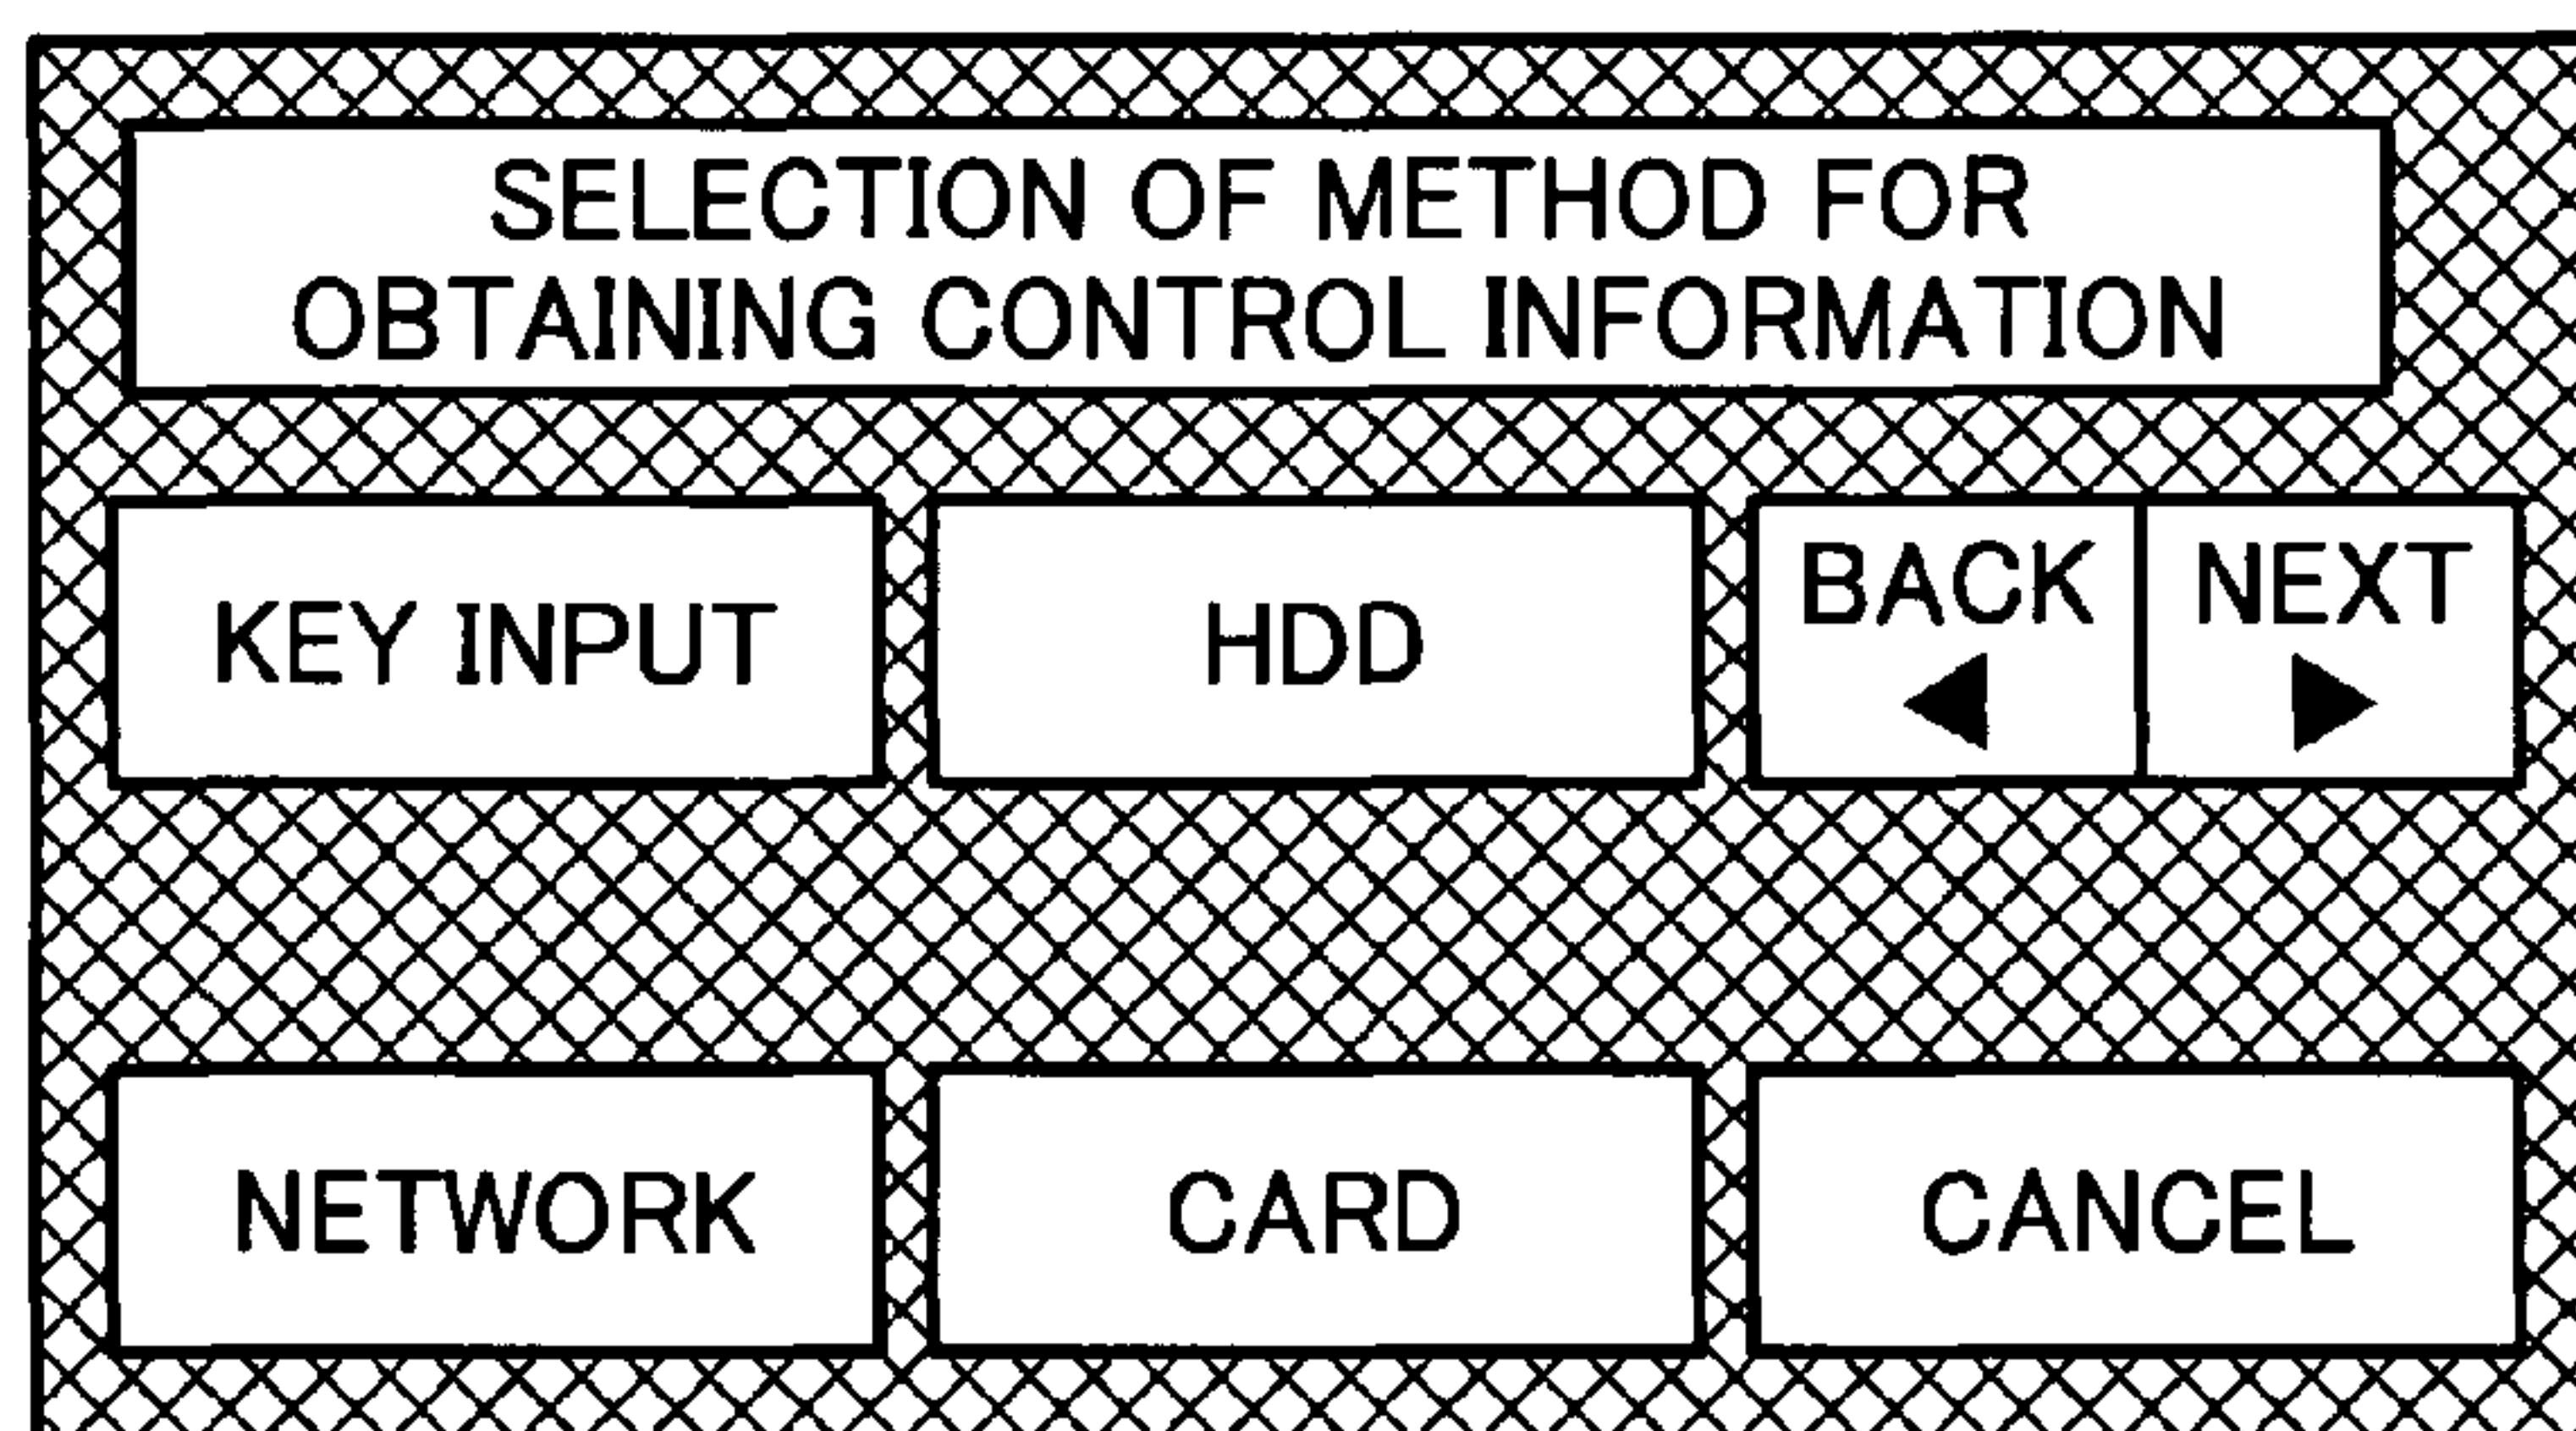 SELECTION OF METHOD FOR
OBTAINING CONTROL INFORMATION
KEY INPUT
HDD
BACK
NEXT
NETWORK
CARD
CANCEL